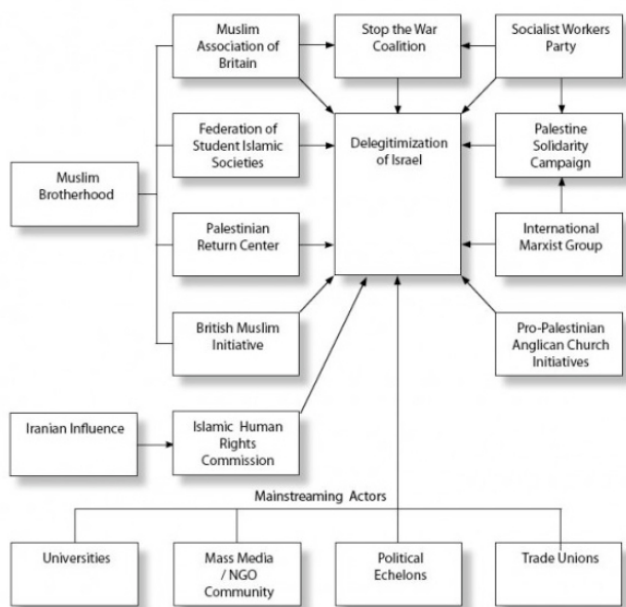 Muslim
Association of
Britain
Stop the War
Coalition
Socialist Workers
Party
Federation of
Student Islamic
Societies
Delegitimization
of Israel
Palestine
Solidarity
Campaign
Muslim
Brotherhood
Palestinian
Return Center
International
Marxist Group
British Muslim
Initiative
Pro-Palestinian
Anglican Church
Initiatives
Iranian Influence
Islamic Human
Rights
Commission
Mainstreaming Actors
Universities
Mass Media
/ NGO
Community
Political
Echelons
Trade Unions